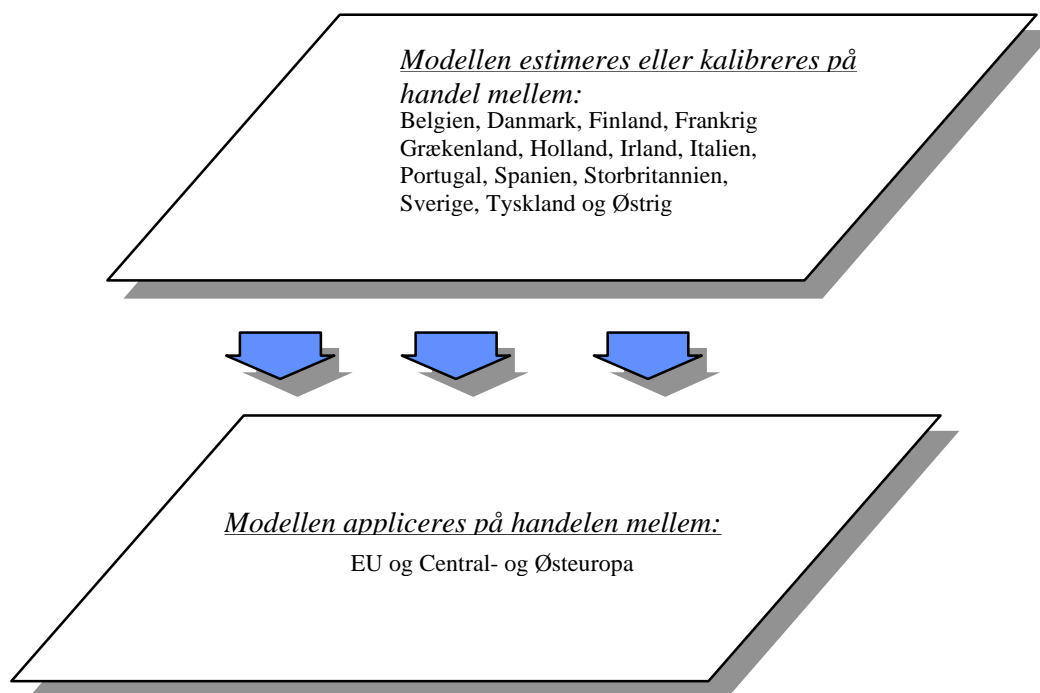 Modellen estimeres eller kalibreres på
handel mellem:
Belgien, Danmark, Finland, Frankrig
Grækenland, Holland, Irland, Italien,
Portugal, Spanien, Storbritannien,
Sverige, Tyskland og Østrig
Modellen appliceres på handelen mellem:
EU og Central- og Østeuropa